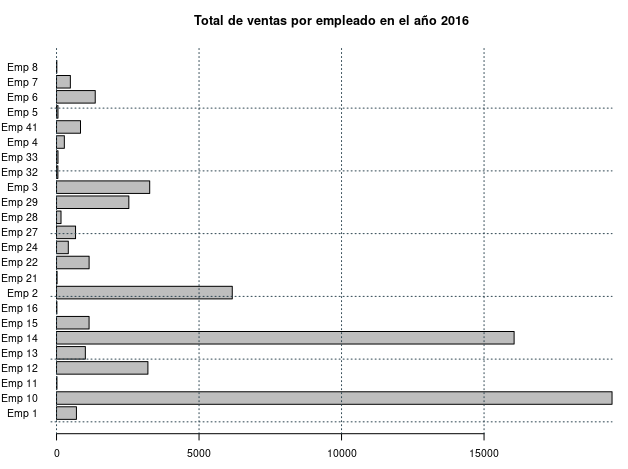 Total de ventas por empleado en el año 2016
Emp 8
Emp 7
Emp 6
Emp 5
Emp 41
Emp 4
Emp 33
Emp 32
Emp 3
Emp 29
Emp 28
Emp 27
Emp 24
Emp 22
Emp 21
Emp 2
Emp 16
Emp 15
Emp 14
Emp 13
Emp 12
Emp 11
Emp 10
Emp 1
0 5000 10000 15000